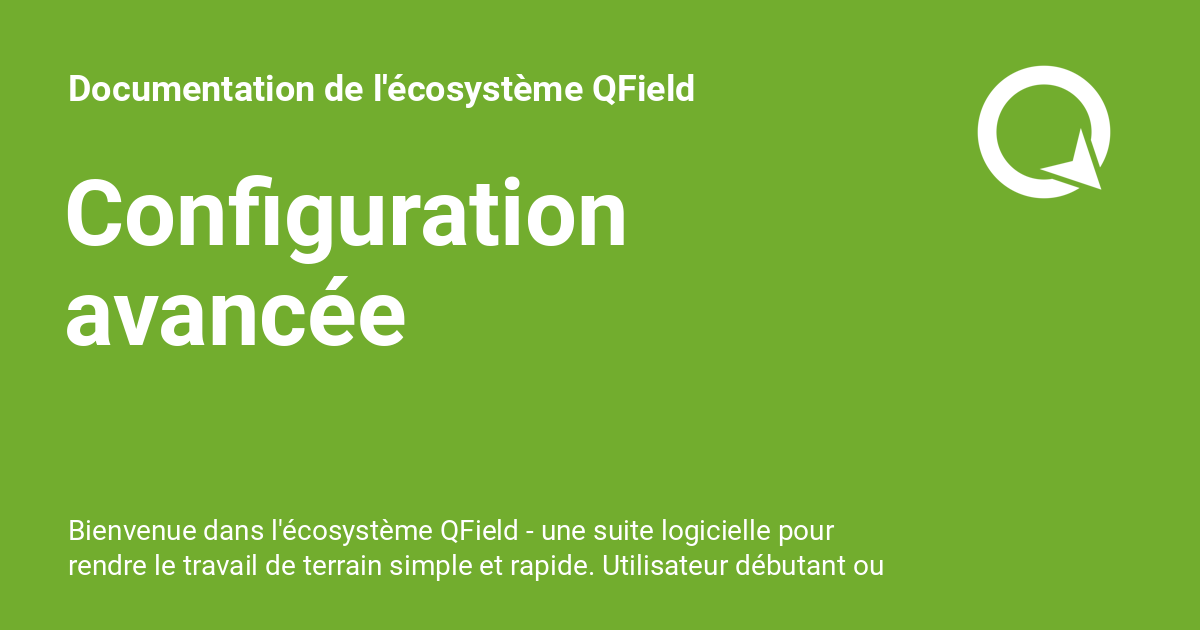 Documentation de l'écosystème QField
Configuration
avancée
Bienvenue dans l'écosystème QField - une suite logicielle pour
rendre le travail de terrain simple et rapide. Utilisateur débutant ou